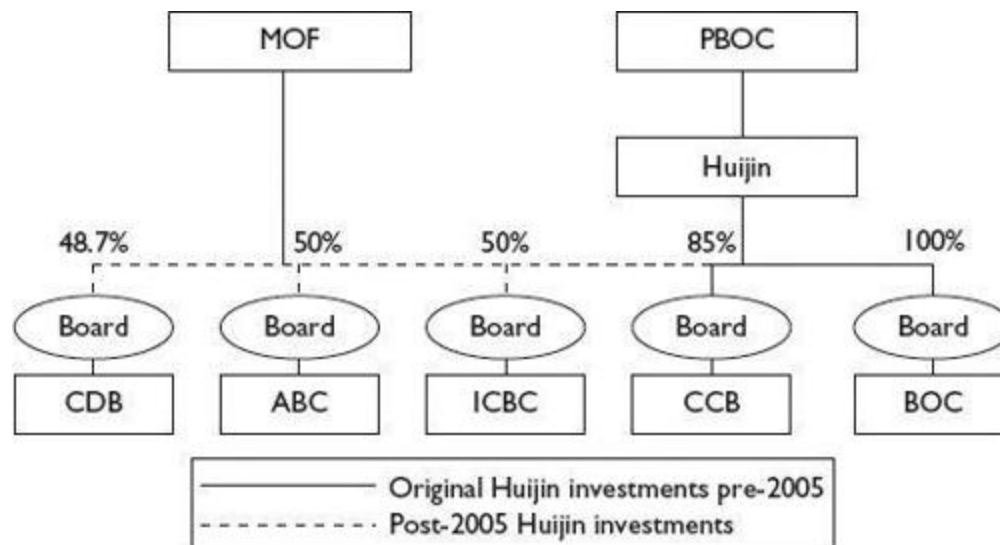 MOF
PBOC
Huijin
48.7%
50%
50%
85%
100%
Board
Board
Board
Board
Board
CDB
ABC
ICBC
CCB
BOC
Original Huijin investments pre-2005
Post-2005 Huijin investments